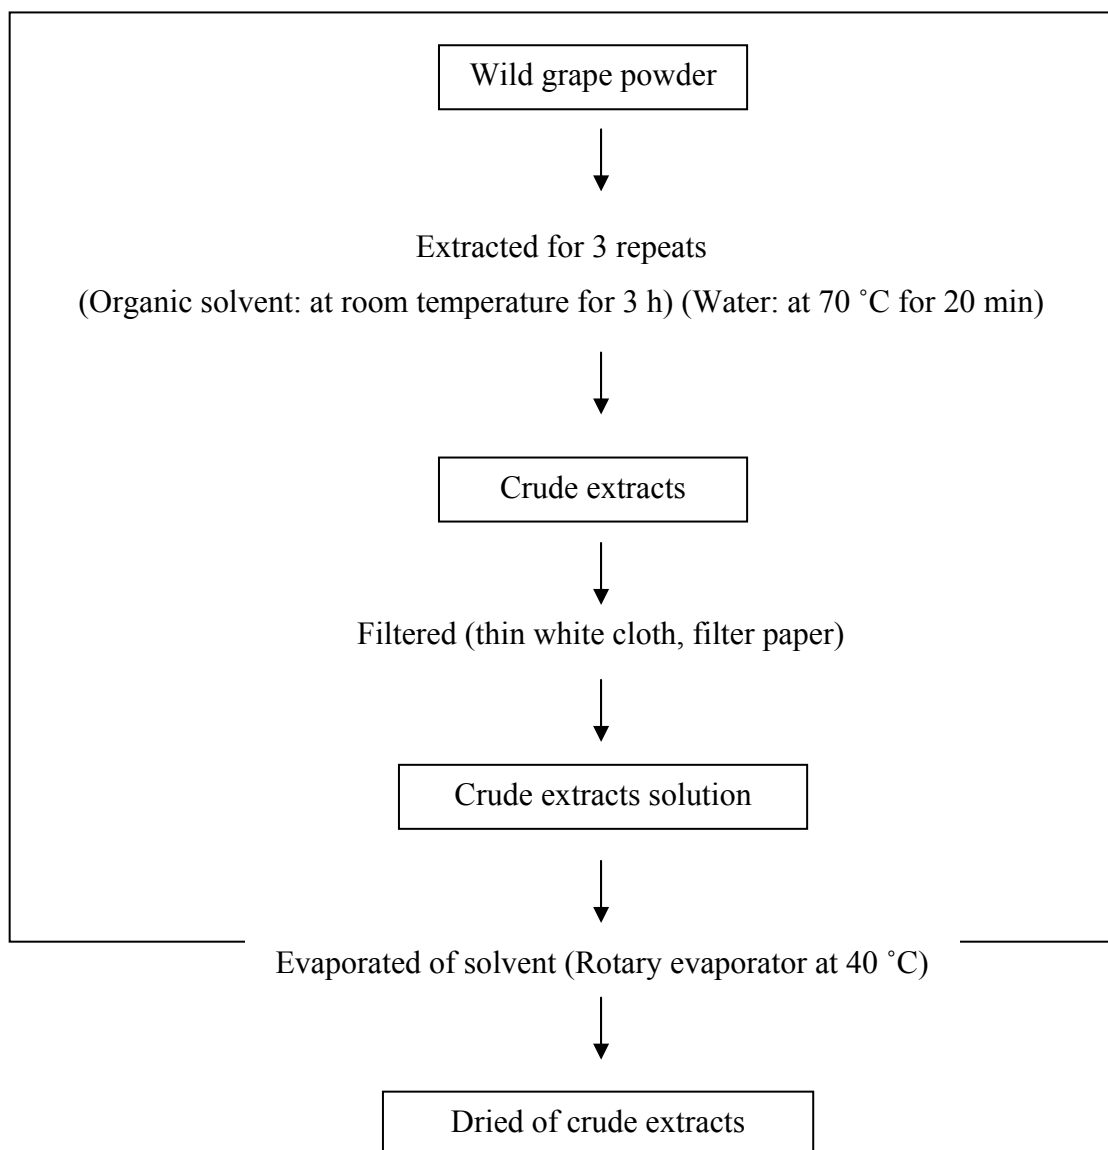 Wild grape powder
Extracted for 3 repeats
(Organic solvent: at room temperature for 3 h) (Water: at 70 ˚C for 20 min)
Crude extracts
Filtered (thin white cloth, filter paper)
Crude extracts solution
Evaporated of solvent (Rotary evaporator at 40 ˚C)
Dried of crude extracts